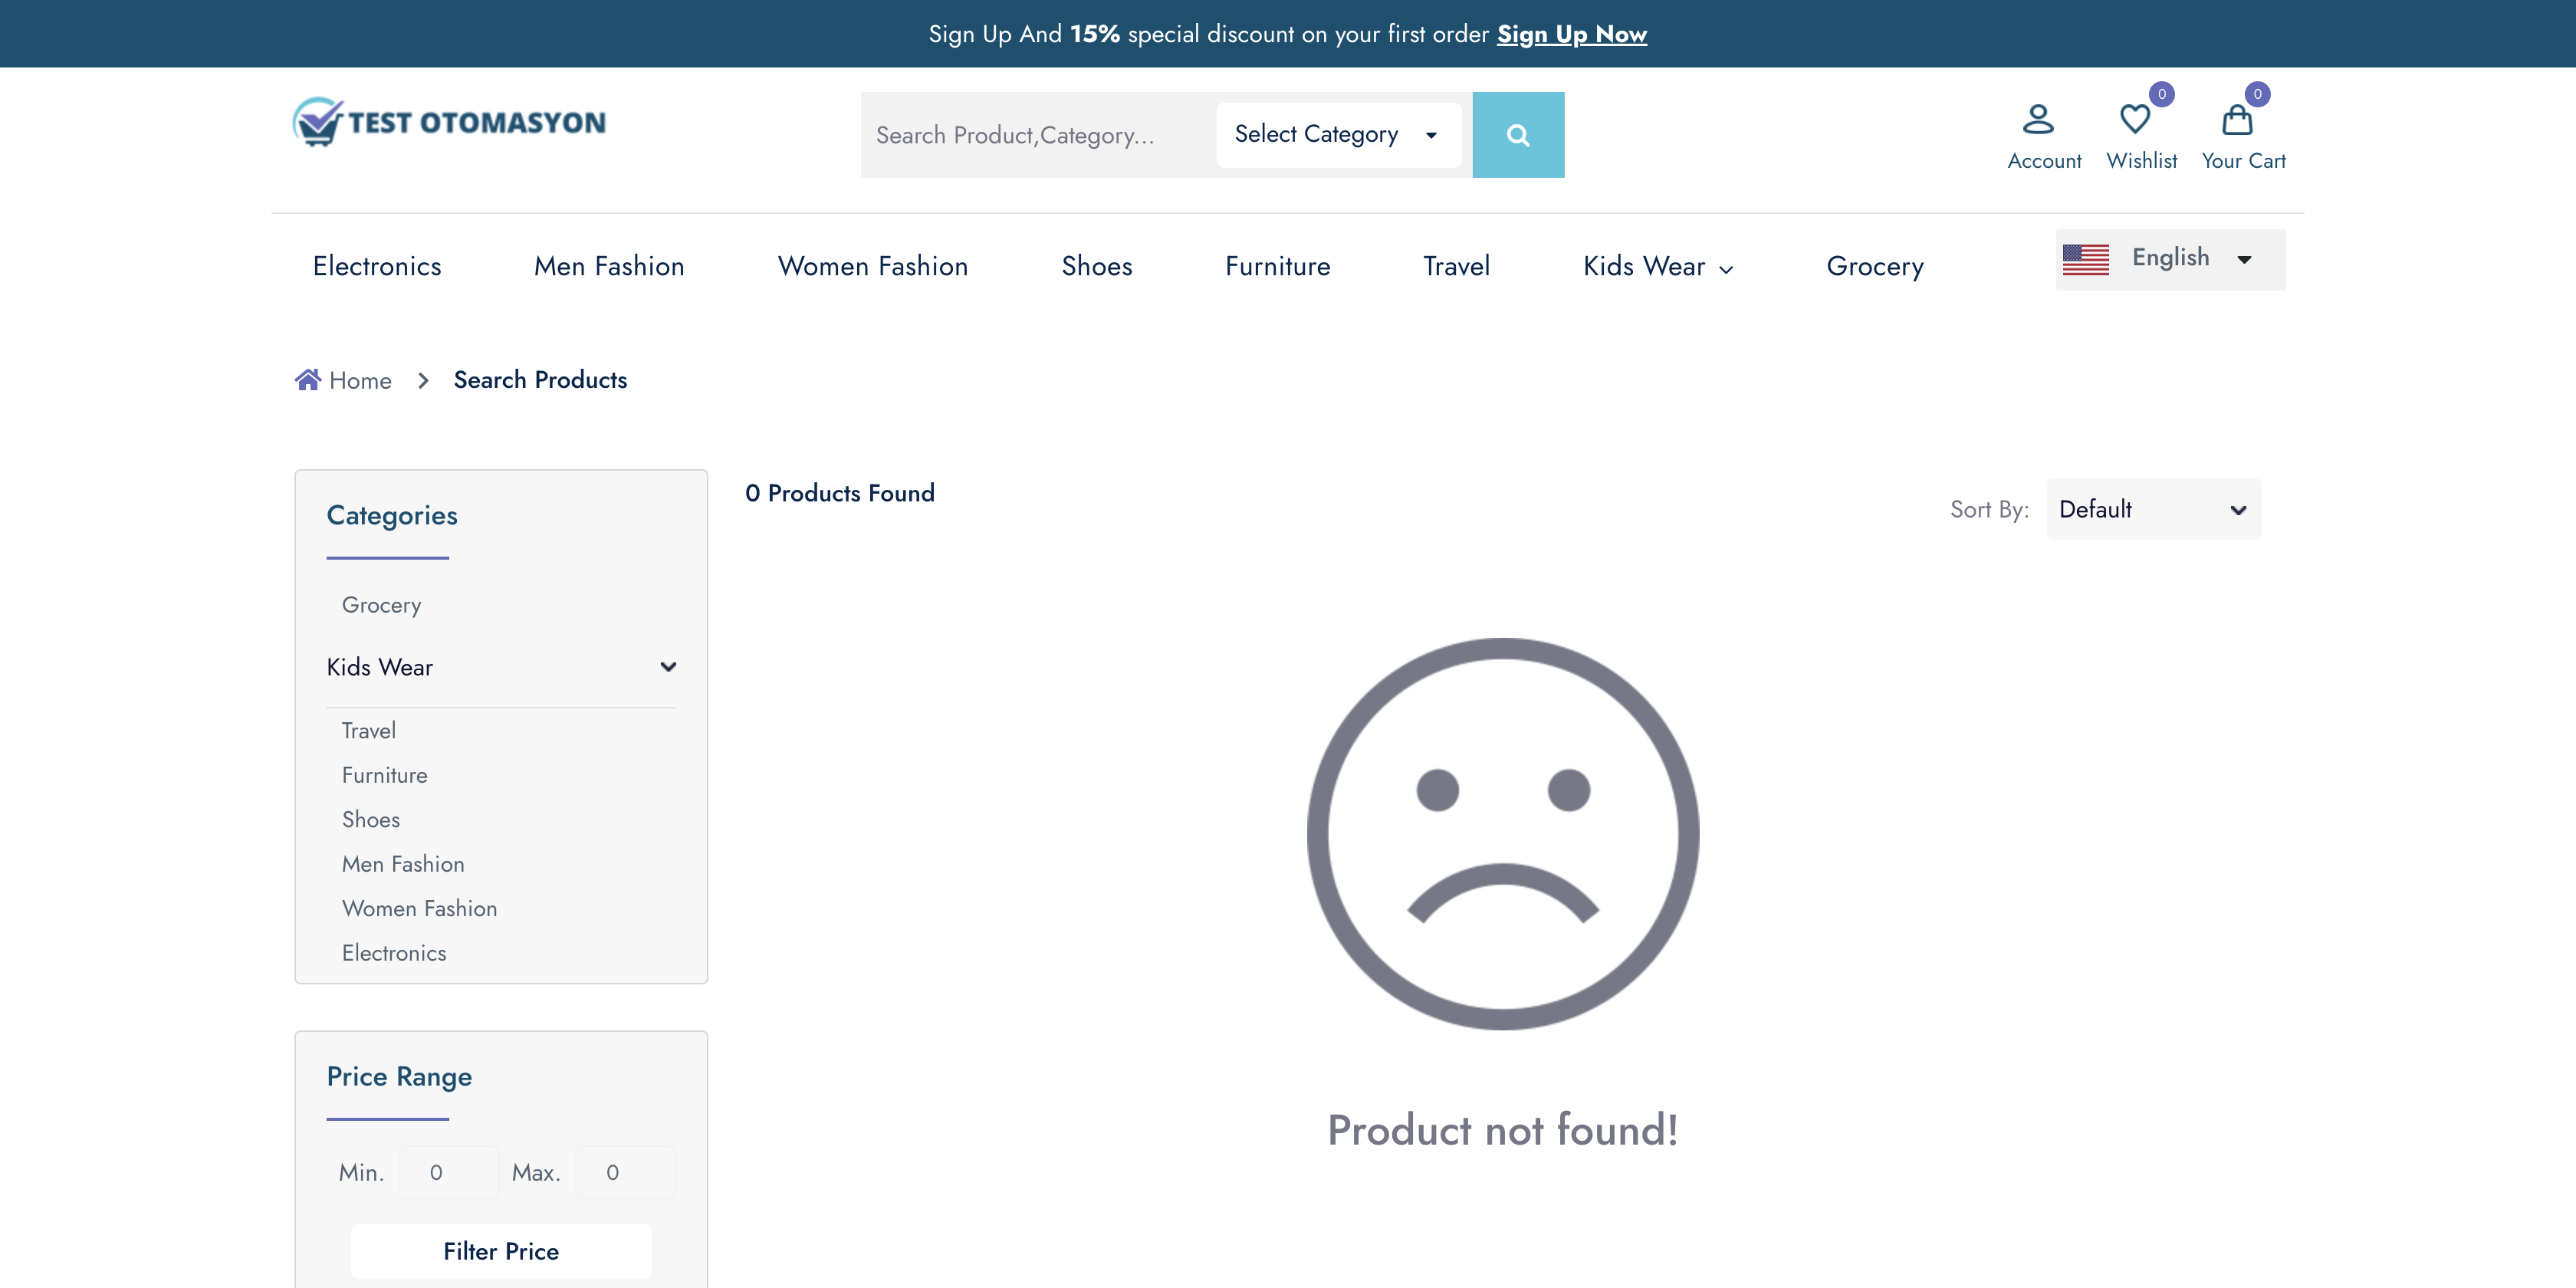 Sign Up And 15% special discount on your first order Sign Up Now
TEST OTOMASYON
Search Product,Category...
Select Category
0
0
Account
Wishlist
Your Cart
Electronics
Men Fashion
Women Fashion
Shoes
Furniture
Travel
Kids Wear
Grocery
English
Home
Search Products
Categories
Grocery
Kids Wear
Travel
Furniture
Shoes
Men Fashion
Women Fashion
Electronics
Price Range
Min. 0 Max. 0
Filter Price
0 Products Found
Sort By: Default
Product not found!